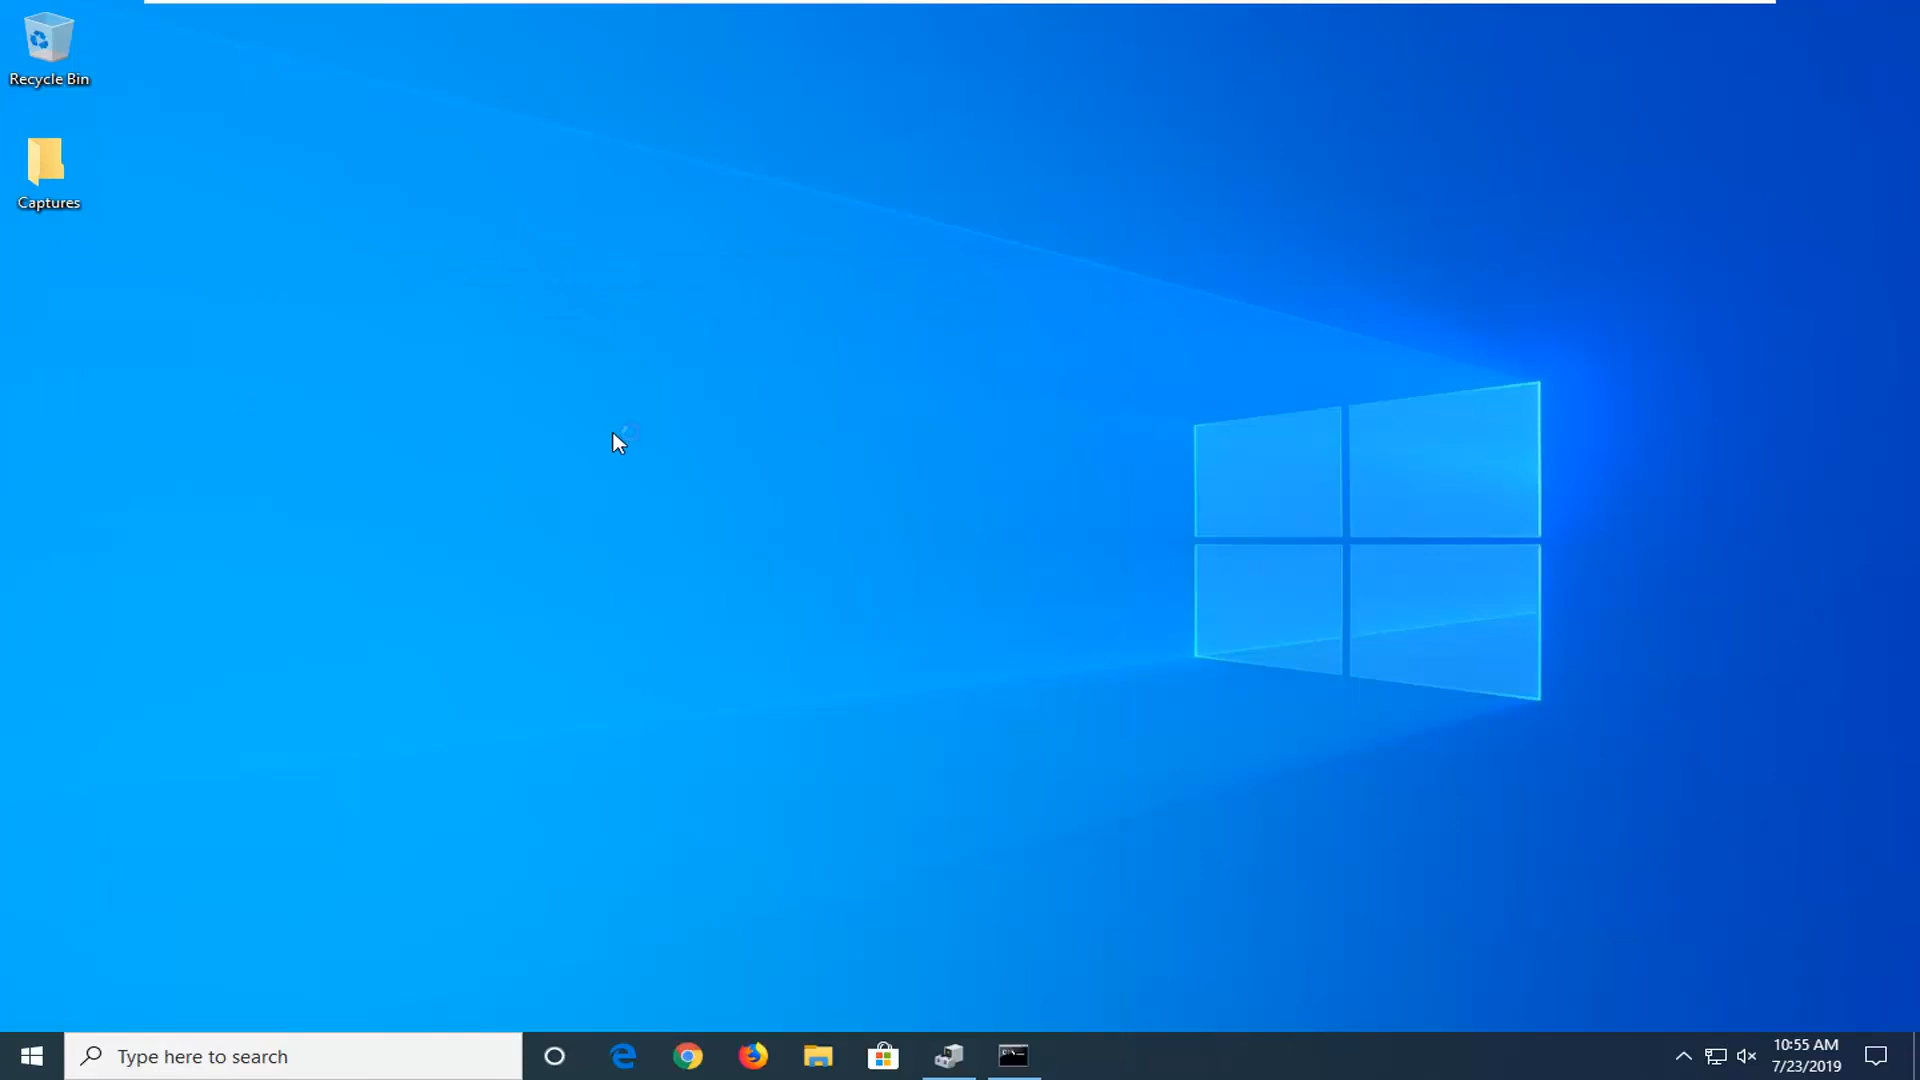 Recycle Bin
Captures
Type here to search
10:55 AM
7/23/2019